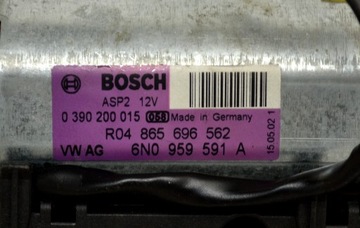 BOSCH
ASP2 12V
0 390 200 015 058 Made in Germany
R04 865 696 562
VW AG 6N0 959 591 A
15.05.02 1